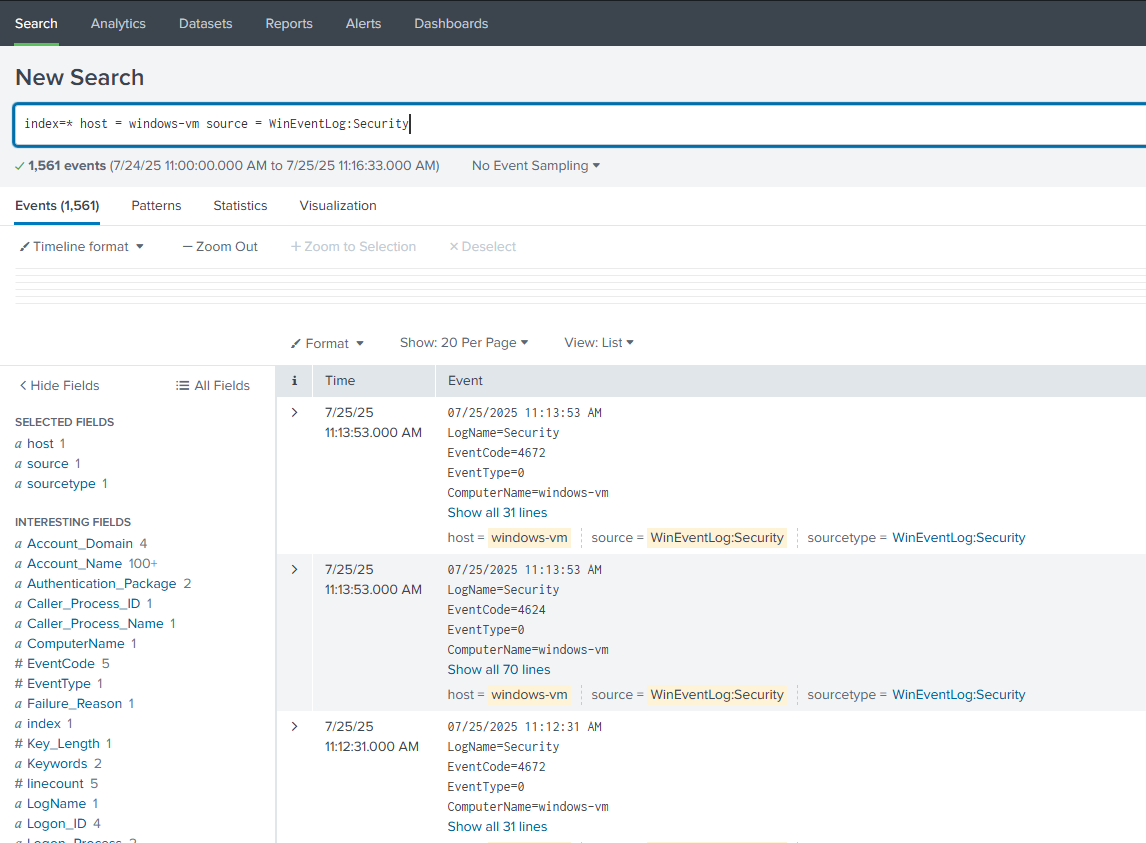 Search Analytics Datasets Reports Alerts Dashboards
New Search
index=* host = windows-vm source = WinEventLog:Security
✓ 1,561 events (7/24/25 11:00:00.000 AM to 7/25/25 11:16:33.000 AM) No Event Sampling
Events (1,561) Patterns Statistics Visualization
Timeline format — Zoom Out + Zoom to Selection × Deselect
Format Show: 20 Per Page View: List
< Hide Fields All Fields
SELECTED FIELDS
a host 1
a source 1
a sourcetype 1
INTERESTING FIELDS
a Account_Domain 4
a Account_Name 100+
a Authentication_Package 2
a Caller_Process_ID 1
a Caller_Process_Name 1
a ComputerName 1
# EventCode 5
# EventType 1
a Failure_Reason 1
a index 1
# Key_Length 1
a Keywords 2
# linecount 5
a LogName 1
a Logon_ID 4
i Time Event
> 7/25/25 07/25/2025 11:13:53 AM
11:13:53.000 AM LogName=Security
EventCode=4672
EventType=0
ComputerName=windows-vm
Show all 31 lines
host = windows-vm source = WinEventLog:Security sourcetype = WinEventLog:Security
> 7/25/25 07/25/2025 11:13:53 AM
11:13:53.000 AM LogName=Security
EventCode=4624
EventType=0
ComputerName=windows-vm
Show all 70 lines
host = windows-vm source = WinEventLog:Security sourcetype = WinEventLog:Security
> 7/25/25 07/25/2025 11:12:31 AM
11:12:31.000 AM LogName=Security
EventCode=4672
EventType=0
ComputerName=windows-vm
Show all 31 lines